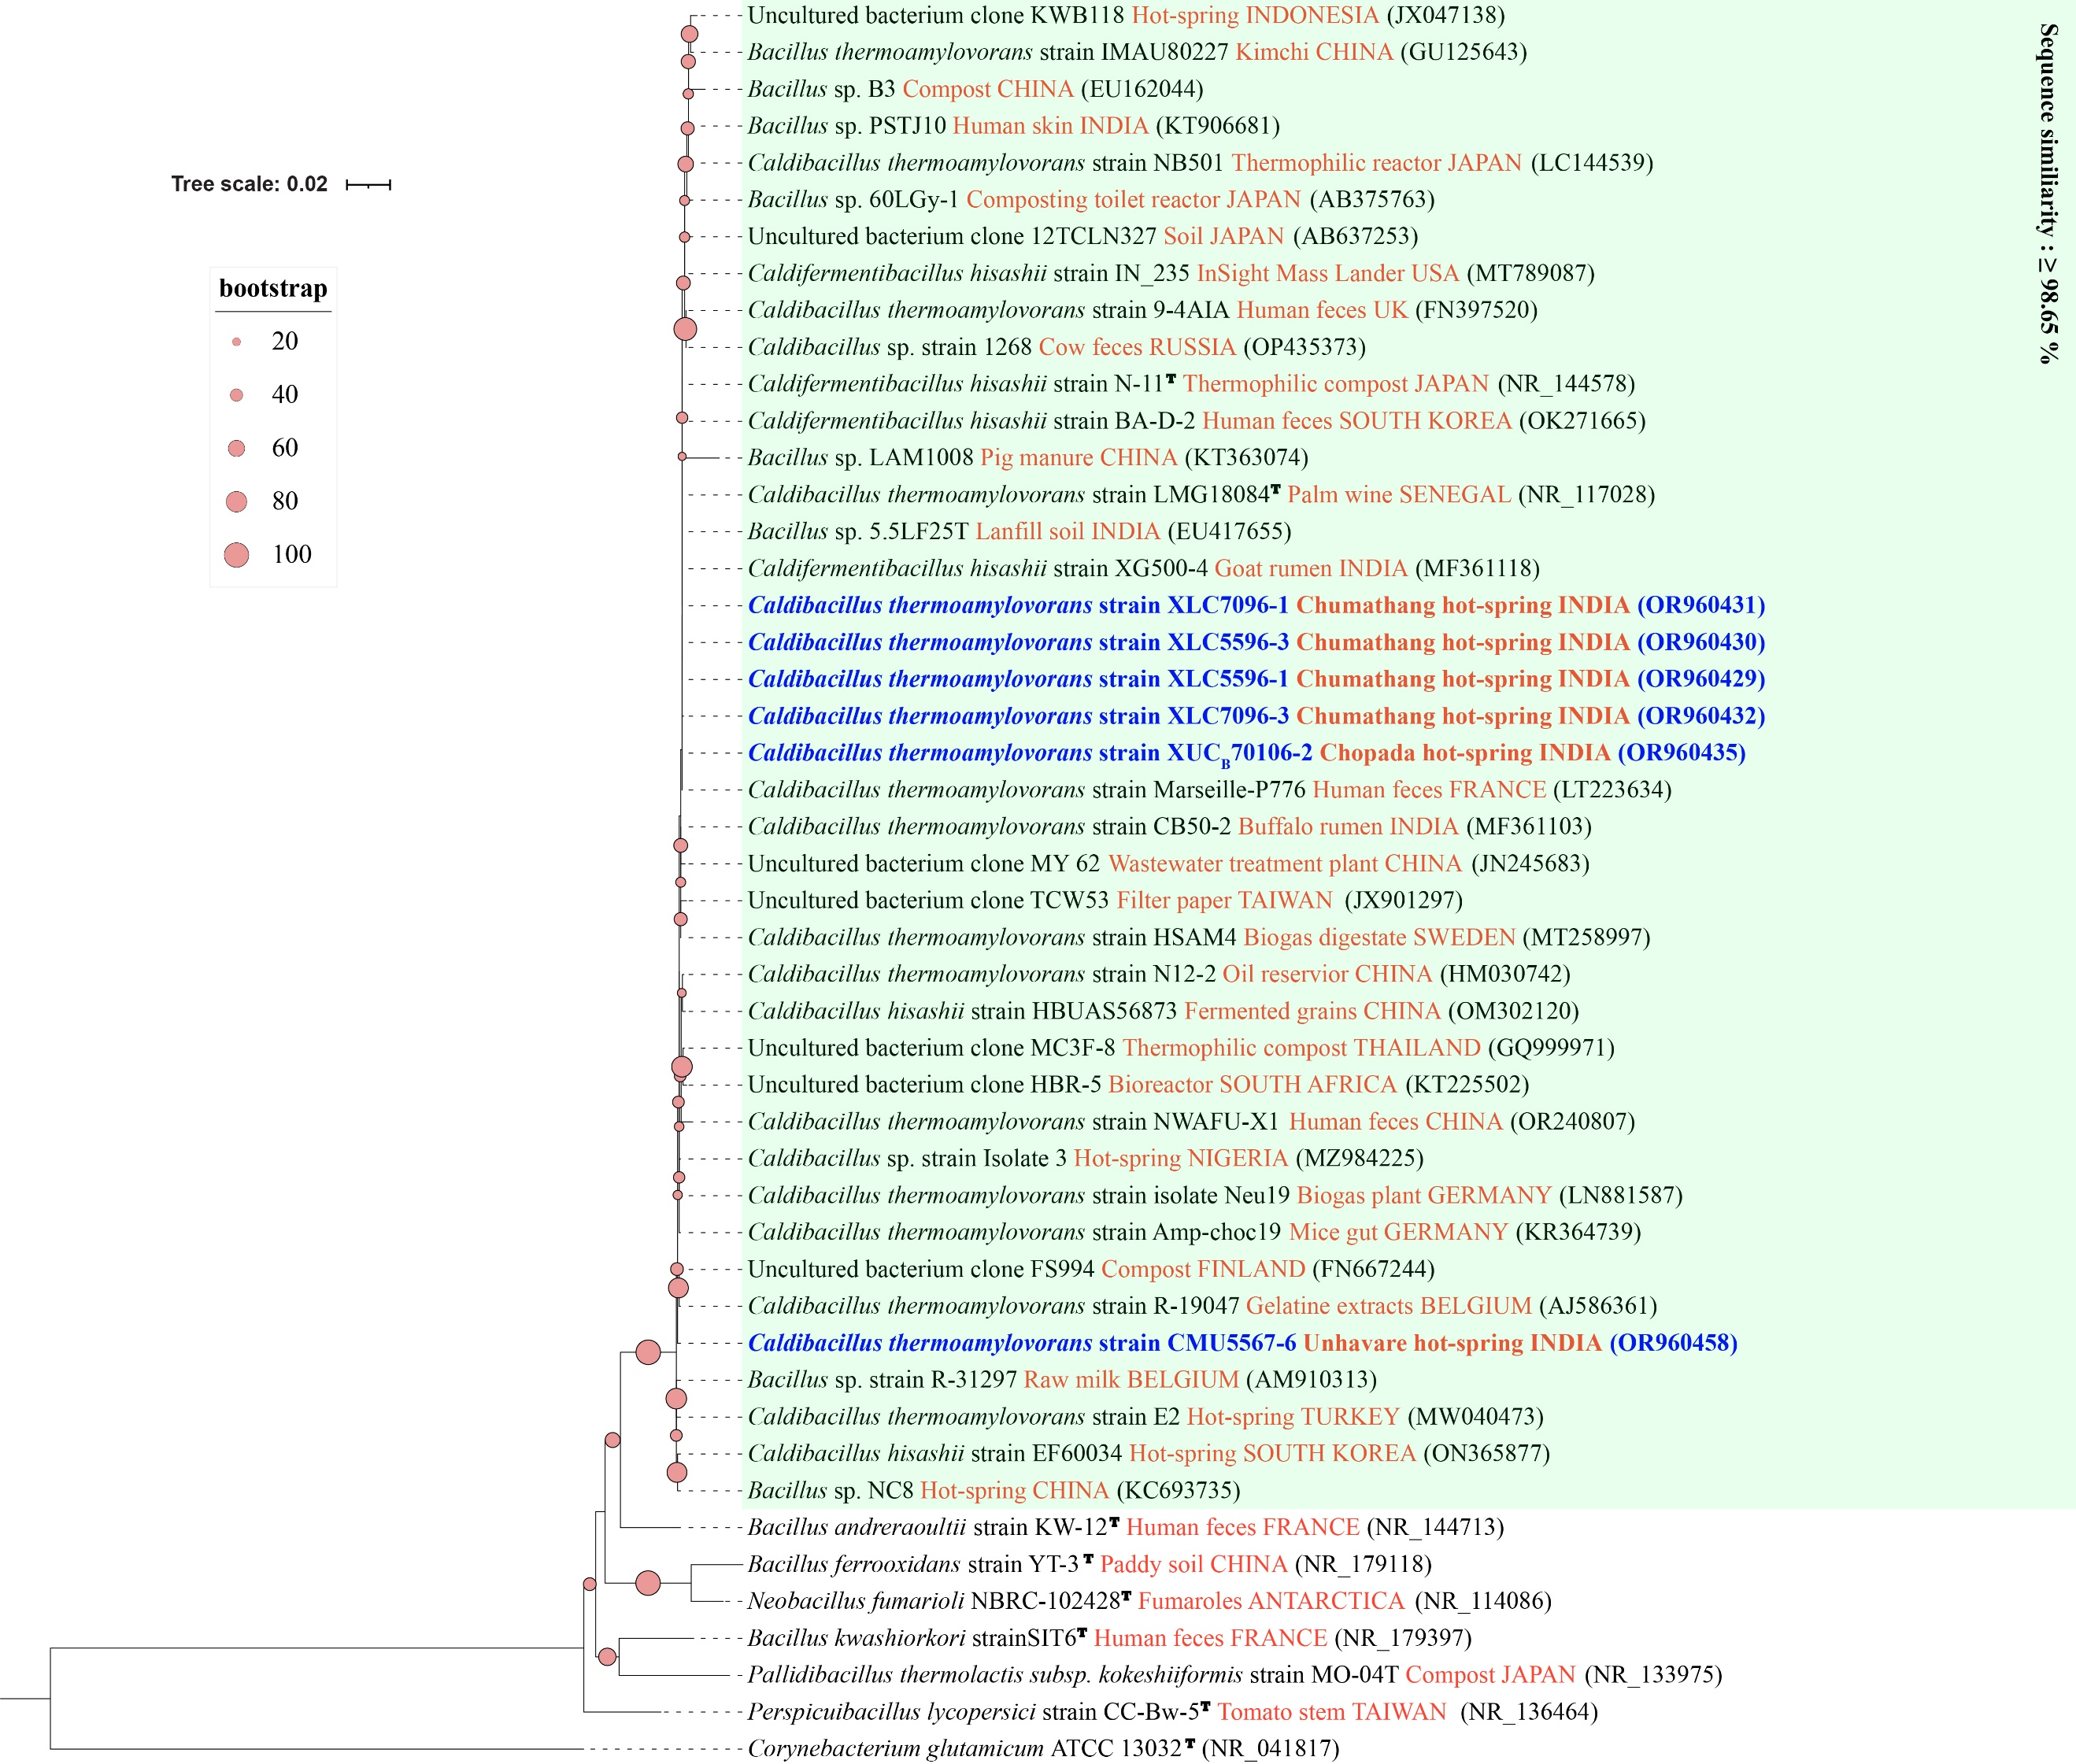 Uncultured bacterium clone KWB118 Hot-spring INDONESIA (JX047138)
Bacillus thermoamylovorans strain IMAU80227 Kimchi CHINA (GU125643)
Bacillus sp. B3 Compost CHINA (EU162044)
Bacillus sp. PSTJ10 Human skin INDIA (KT906681)
Caldibacillus thermoamylovorans strain NB501 Thermophilic reactor JAPAN (LC144539)
Bacillus sp. 60LGy-1 Composting toilet reactor JAPAN (AB375763)
Uncultured bacterium clone 12TCLN327 Soil JAPAN (AB637253)
Caldifermentibacillus hisashii strain IN_235 InSight Mass Lander USA (MT789087)
Caldibacillus thermoamylovorans strain 9-4AIA Human feces UK (FN397520)
Caldibacillus sp. strain 1268 Cow feces RUSSIA (OP435373)
Caldifermentibacillus hisashii strain N-11T Thermophilic compost JAPAN (NR_144578)
Caldifermentibacillus hisashii strain BA-D-2 Human feces SOUTH KOREA (OK271665)
Bacillus sp. LAM1008 Pig manure CHINA (KT363074)
Caldibacillus thermoamylovorans strain LMG18084T Palm wine SENEGAL (NR_117028)
Bacillus sp. 5.5LF25T Lanfill soil INDIA (EU417655)
Caldifermentibacillus hisashii strain XG500-4 Goat rumen INDIA (MF361118)
Caldibacillus thermoamylovorans strain XLC7096-1 Chumathang hot-spring INDIA (OR960431)
Caldibacillus thermoamylovorans strain XLC5596-3 Chumathang hot-spring INDIA (OR960430)
Caldibacillus thermoamylovorans strain XLC5596-1 Chumathang hot-spring INDIA (OR960429)
Caldibacillus thermoamylovorans strain XLC7096-3 Chumathang hot-spring INDIA (OR960432)
Caldibacillus thermoamylovorans strain XUCB70106-2 Chopada hot-spring INDIA (OR960435)
Caldibacillus thermoamylovorans strain Marseille-P776 Human feces FRANCE (LT223634)
Caldibacillus thermoamylovorans strain CB50-2 Buffalo rumen INDIA (MF361103)
Uncultured bacterium clone MY 62 Wastewater treatment plant CHINA (JN245683)
Uncultured bacterium clone TCW53 Filter paper TAIWAN (JX901297)
Caldibacillus thermoamylovorans strain HSAM4 Biogas digestate SWEDEN (MT258997)
Caldibacillus thermoamylovorans strain N12-2 Oil reservior CHINA (HM030742)
Caldibacillus hisashii strain HBUAS56873 Fermented grains CHINA (OM302120)
Uncultured bacterium clone MC3F-8 Thermophilic compost THAILAND (GQ999971)
Uncultured bacterium clone HBR-5 Bioreactor SOUTH AFRICA (KT225502)
Caldibacillus thermoamylovorans strain NWAFU-X1 Human feces CHINA (OR240807)
Caldibacillus sp. strain Isolate 3 Hot-spring NIGERIA (MZ984225)
Caldibacillus thermoamylovorans strain isolate Neu19 Biogas plant GERMANY (LN881587)
Caldibacillus thermoamylovorans strain Amp-choc19 Mice gut GERMANY (KR364739)
Uncultured bacterium clone FS994 Compost FINLAND (FN667244)
Caldibacillus thermoamylovorans strain R-19047 Gelatine extracts BELGIUM (AJ586361)
Caldibacillus thermoamylovorans strain CMU5567-6 Unhavare hot-spring INDIA (OR960458)
Bacillus sp. strain R-31297 Raw milk BELGIUM (AM910313)
Caldibacillus thermoamylovorans strain E2 Hot-spring TURKEY (MW040473)
Caldibacillus hisashii strain EF60034 Hot-spring SOUTH KOREA (ON365877)
Bacillus sp. NC8 Hot-spring CHINA (KC693735)
Bacillus andreraoultii strain KW-12T Human feces FRANCE (NR_144713)
Bacillus ferrooxidans strain YT-3T Paddy soil CHINA (NR_179118)
Neobacillus fumarioli NBRC-102428T Fumaroles ANTARCTICA (NR_114086)
Bacillus kwashiorkori strainSIT6T Human feces FRANCE (NR_179397)
Pallidibacillus thermolactis subsp. kokeshiiformis strain MO-04T Compost JAPAN (NR_133975)
Perspicuibacillus lycopersici strain CC-Bw-5T Tomato stem TAIWAN (NR_136464)
Corynebacterium glutamicum ATCC 13032T (NR_041817)
Tree scale: 0.02
bootstrap
20
40
60
80
100
Sequence similiarity : ≥ 98.65 %